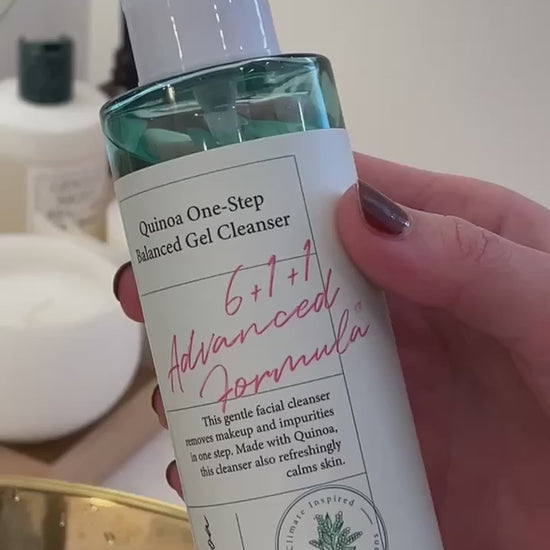 Quinoa One-Step
Balanced Gel Cleanser
6+1+1
Advanced
Formula
This gentle facial cleanser
removes makeup and impurities
in one step. Made with Quinoa,
this cleanser also refreshingly
calms skin.
Climate Inspired